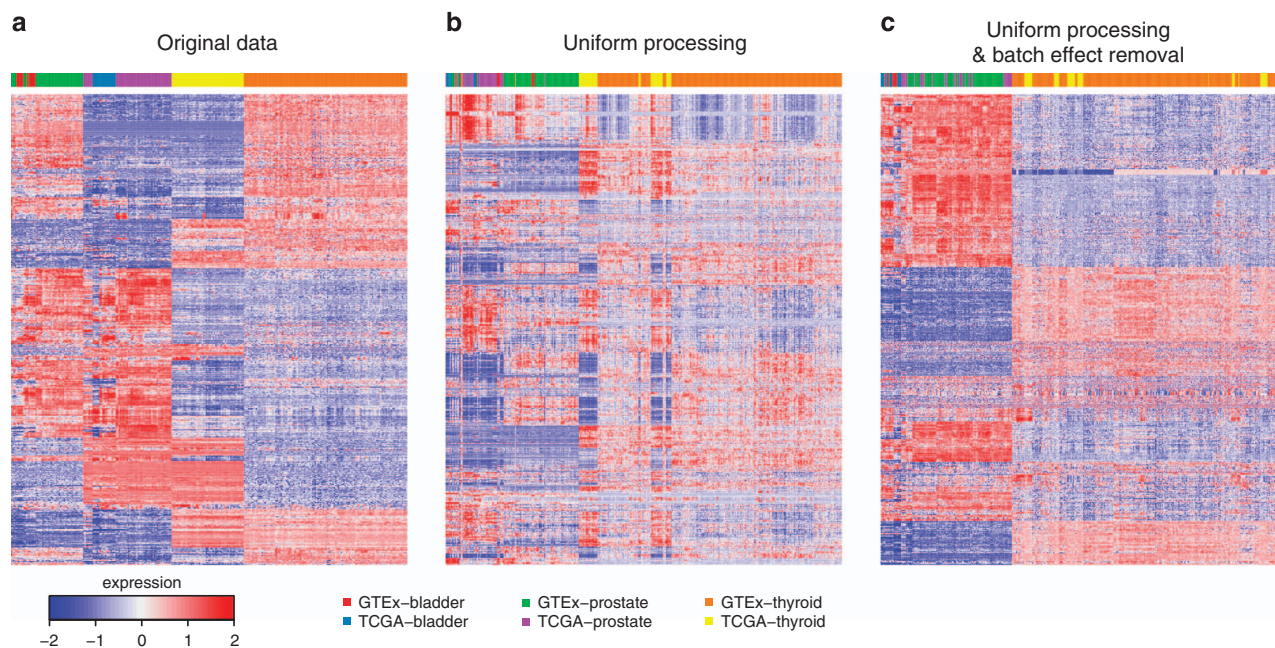 a
Original data
b
Uniform processing
c
Uniform processing
& batch effect removal
expression
−2 −1 0 1 2
GTEx−bladder
TCGA−bladder
GTEx−prostate
TCGA−prostate
GTEx−thyroid
TCGA−thyroid